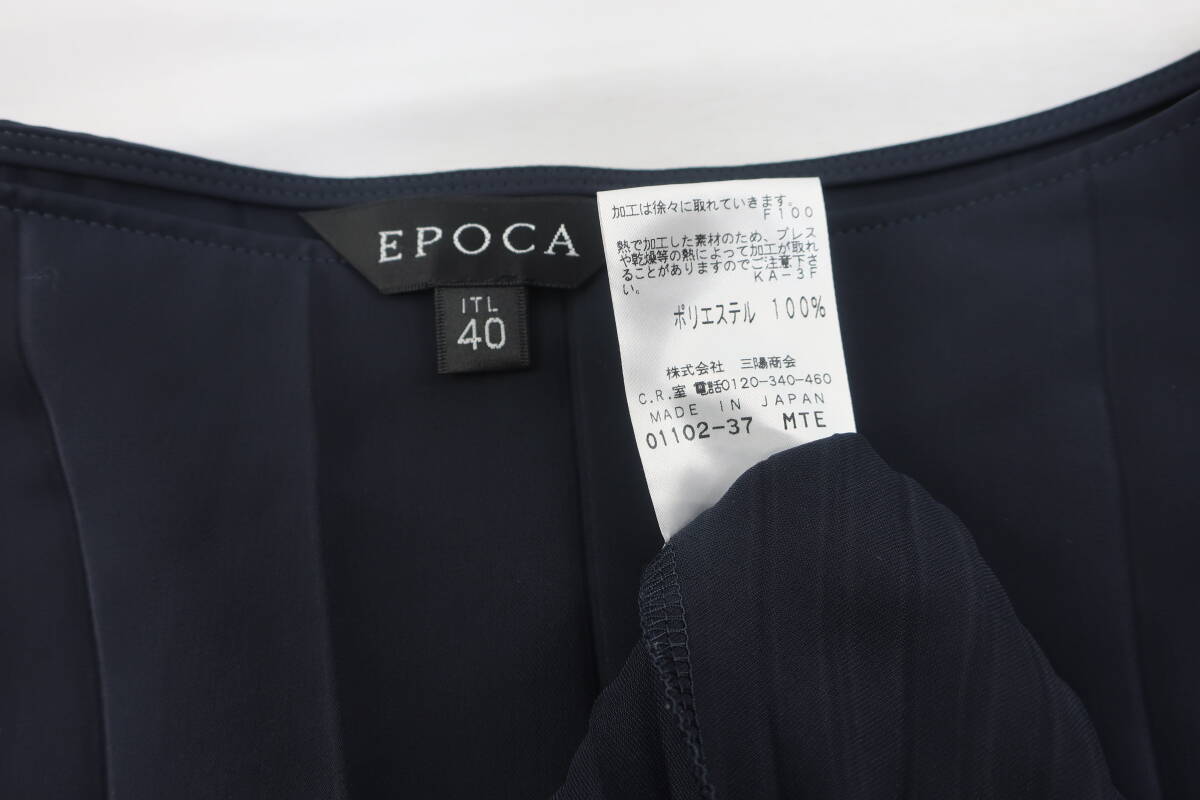 EPOCA
ITL
40
加工は徐々に取れていきます。
F100
熱で加工した素材のため、プレス
や乾燥等の熱によって加工が取れ
ることがありますのでご注意下さ
い。
KA-3F
ポリエステル 100%
株式会社 三陽商会
C.R.室 電話0120-340-460
MADE IN JAPAN
01102-37 MTE